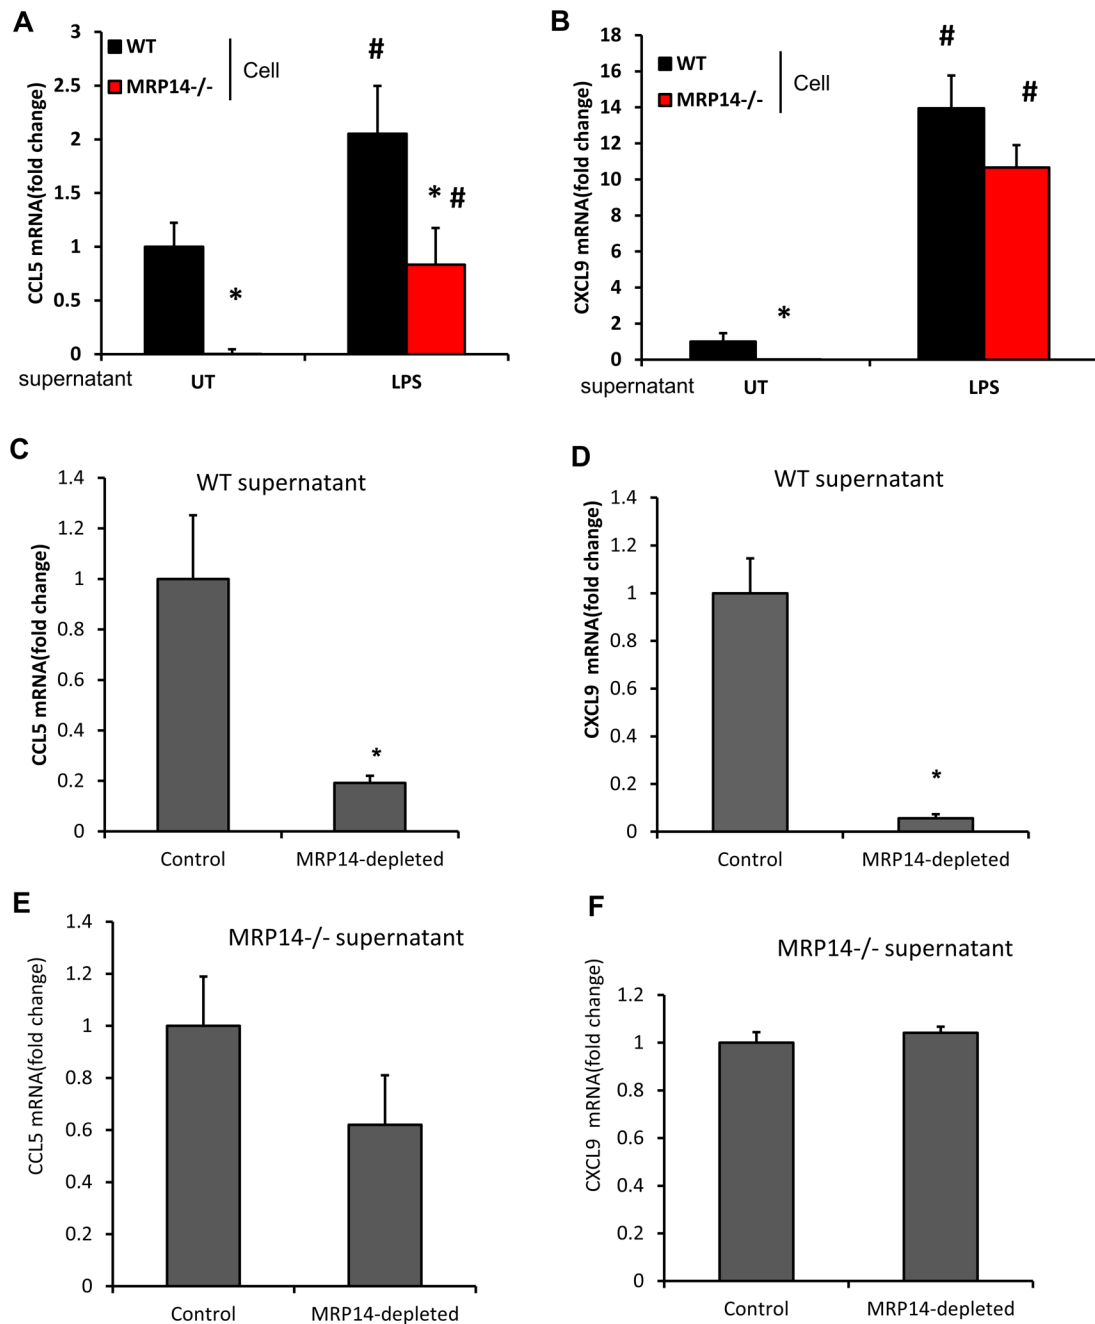 A
CCL5 mRNA(fold change)
3
2.5
2
1.5
1
0.5
0
WT
MRP14-/-
Cell
#
* #
*
supernatant UT LPS
B
CXCL9 mRNA(fold change)
18
16
14
12
10
8
6
4
2
0
WT
MRP14-/-
Cell
#
#
*
supernatant UT LPS
C
WT supernatant
CCL5 mRNA(fold change)
1.4
1.2
1
0.8
0.6
0.4
0.2
0
*
Control MRP14-depleted
D
WT supernatant
CXCL9 mRNA(fold change)
1.4
1.2
1
0.8
0.6
0.4
0.2
0
*
Control MRP14-depleted
E
MRP14-/- supernatant
CCL5 mRNA(fold change)
1.4
1.2
1
0.8
0.6
0.4
0.2
0
Control MRP14-depleted
F
MRP14-/- supernatant
CXCL9 mRNA(fold change)
1.2
1
0.8
0.6
0.4
0.2
0
Control MRP14-depleted